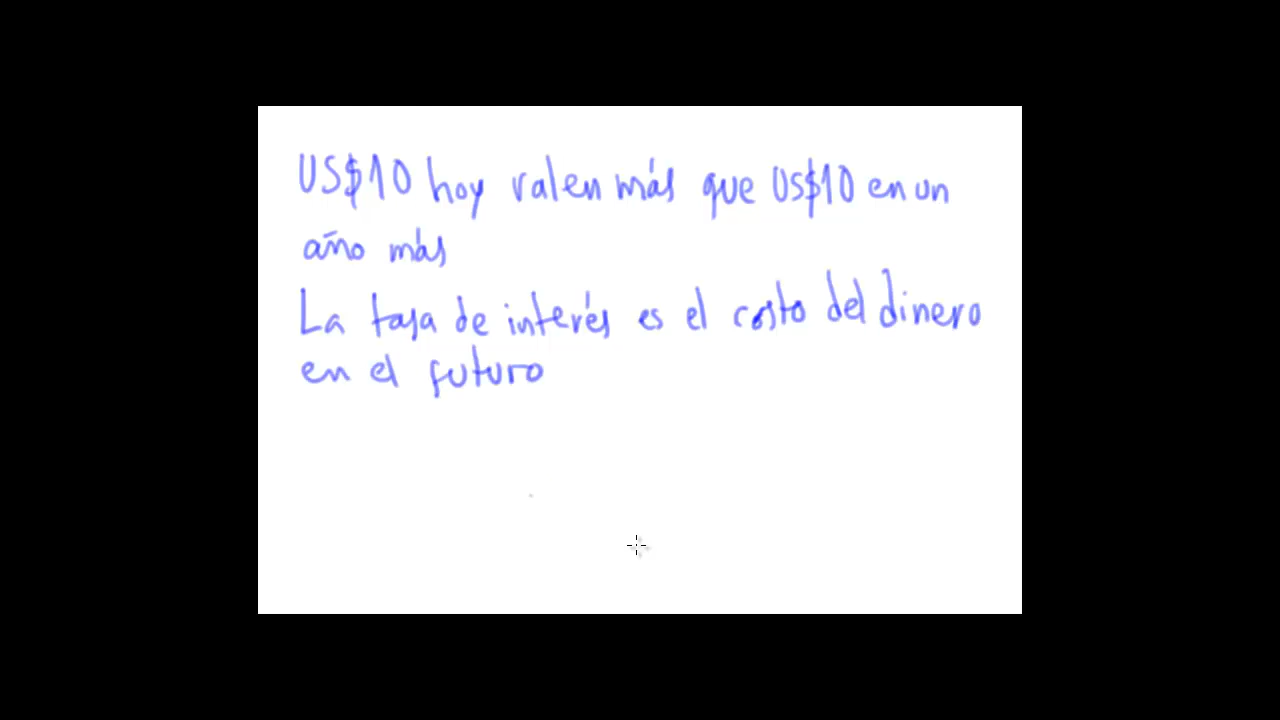 US$10 hoy valen más que US$10 en un
año más
La tasa de interés es el costo del dinero
en el futuro